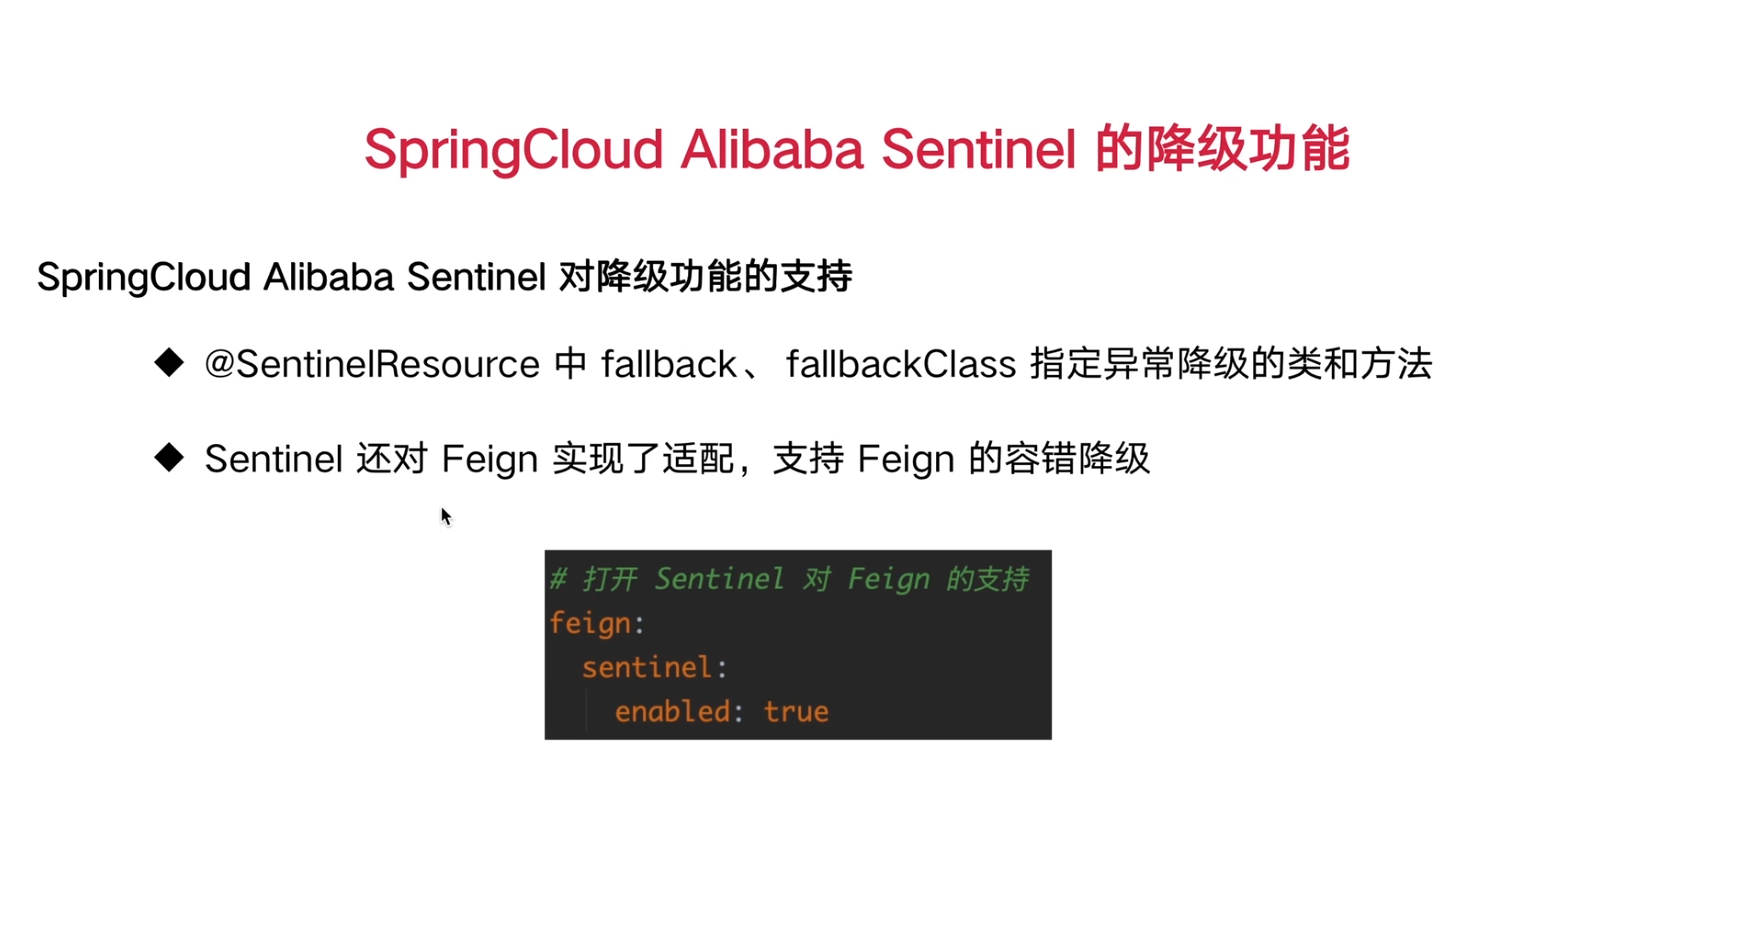 SpringCloud Alibaba Sentinel 的降级功能
SpringCloud Alibaba Sentinel 对降级功能的支持
◆ @SentinelResource 中 fallback、 fallbackClass 指定异常降级的类和方法
◆ Sentinel 还对 Feign 实现了适配，支持 Feign 的容错降级
# 打开 Sentinel 对 Feign 的支持
feign:
  sentinel:
    enabled: true